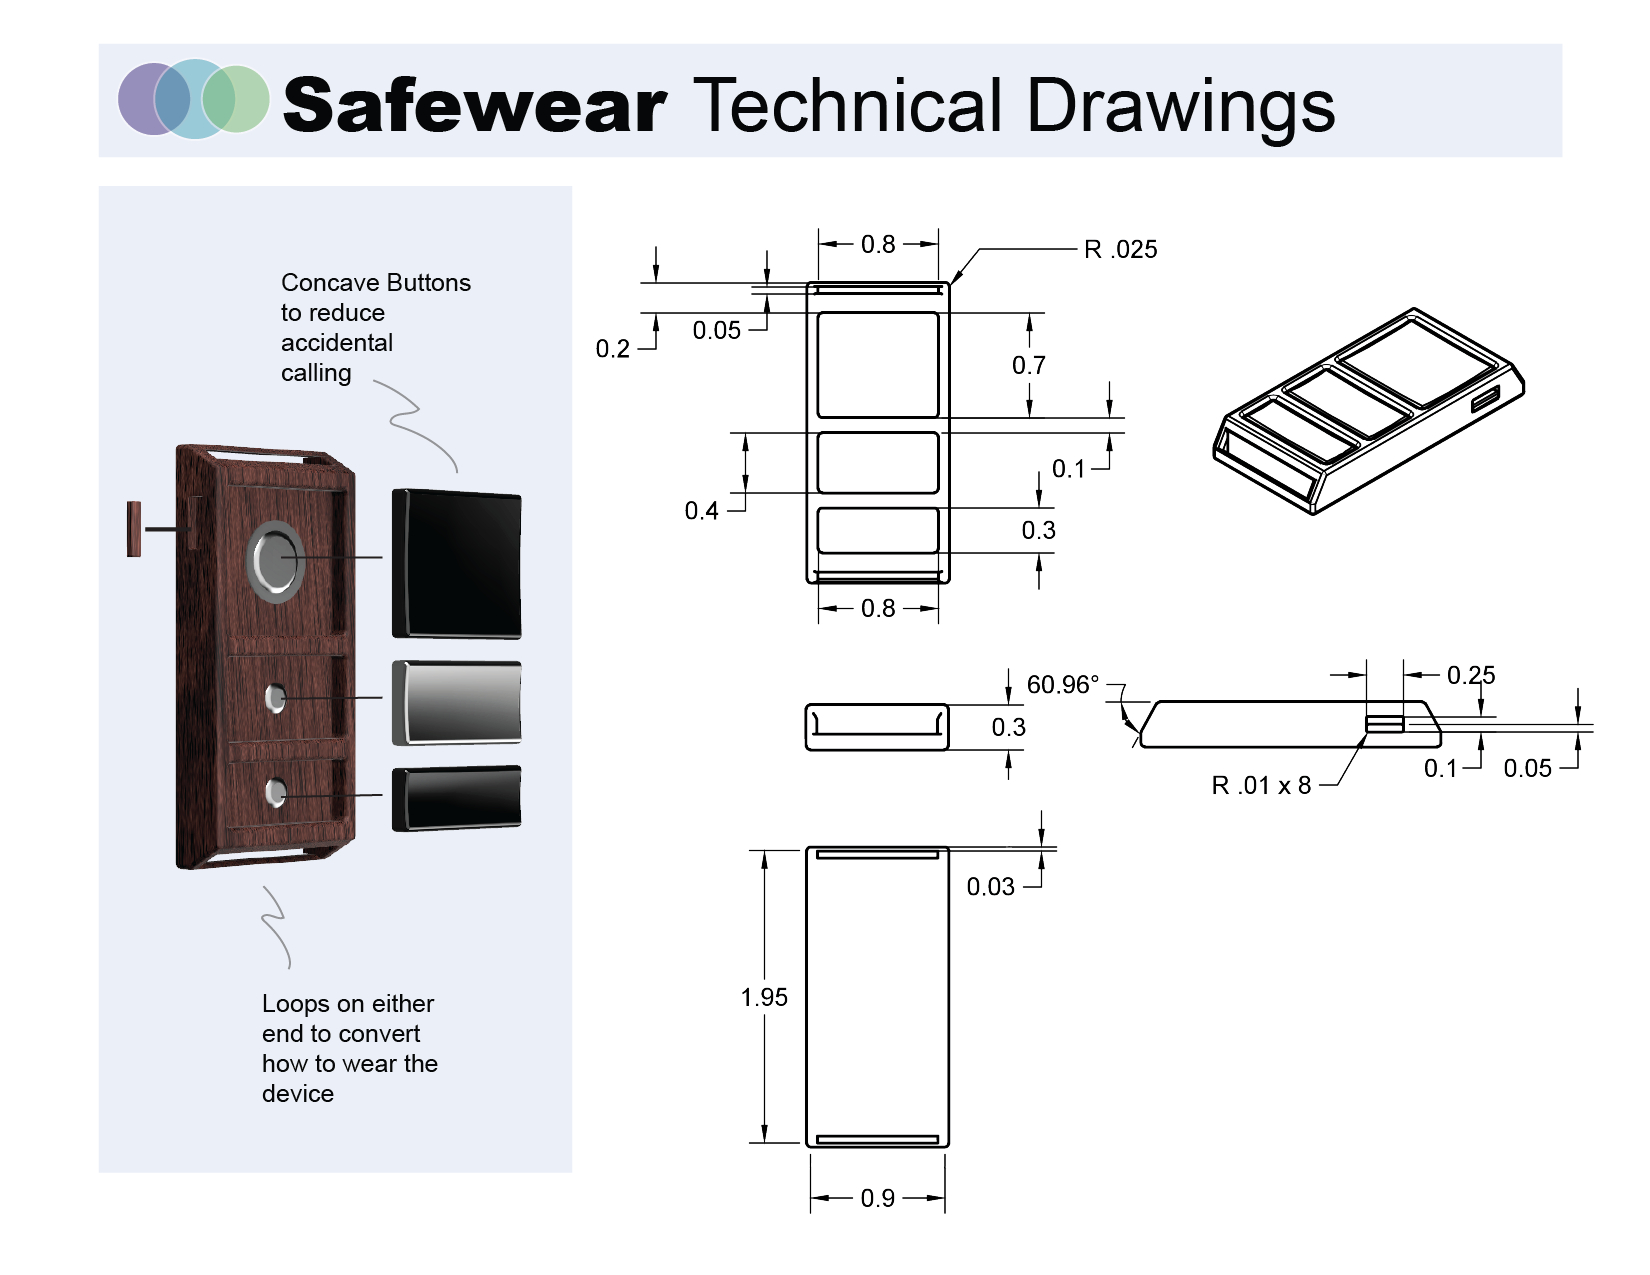 Safewear Technical Drawings
Concave Buttons
to reduce
accidental
calling
Loops on either
end to convert
how to wear the
device
0.8
R .025
0.05
0.2
0.7
0.1
0.4
0.3
0.8
0.3
60.96°
0.25
0.1
0.05
R .01 x 8
0.03
1.95
0.9